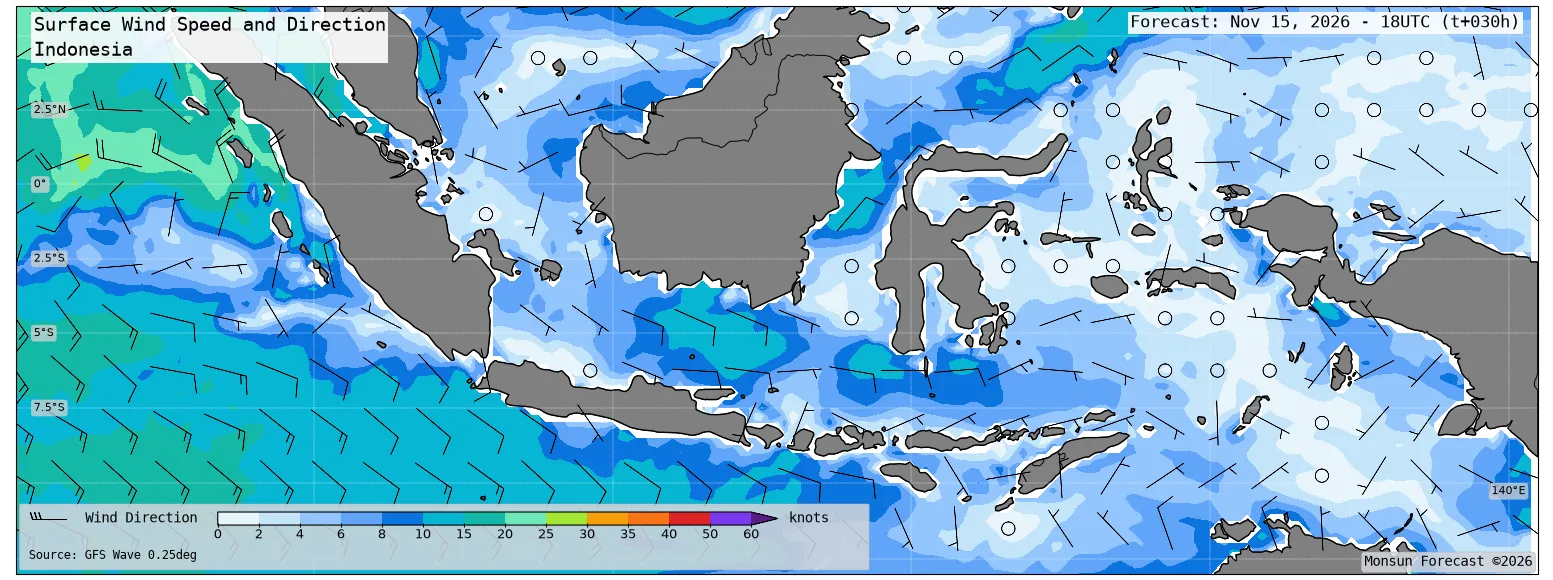 Surface Wind Speed and Direction
Indonesia
Forecast: Nov 15, 2026 - 18UTC (t+030h)
2.5°N
0°
2.5°S
5°S
7.5°S
140°E
Wind Direction
0 2 4 6 8 10 15 20 25 30 35 40 50 60
knots
Source: GFS Wave 0.25deg
Monsun Forecast ©2026